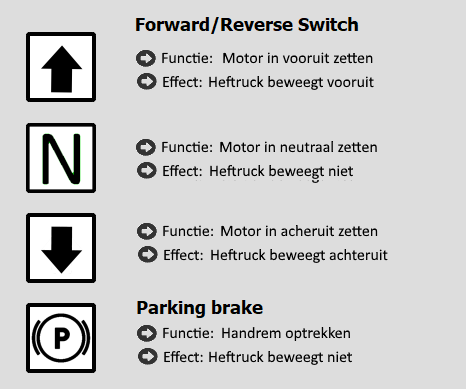 Forward/Reverse Switch
Functie: Motor in vooruit zetten
Effect: Heftruck beweegt vooruit
N
Functie: Motor in neutraal zetten
Effect: Heftruck beweegt niet
Functie: Motor in acheruit zetten
Effect: Heftruck beweegt achteruit
Parking brake
(P)
Functie: Handrem optrekken
Effect: Heftruck beweegt niet